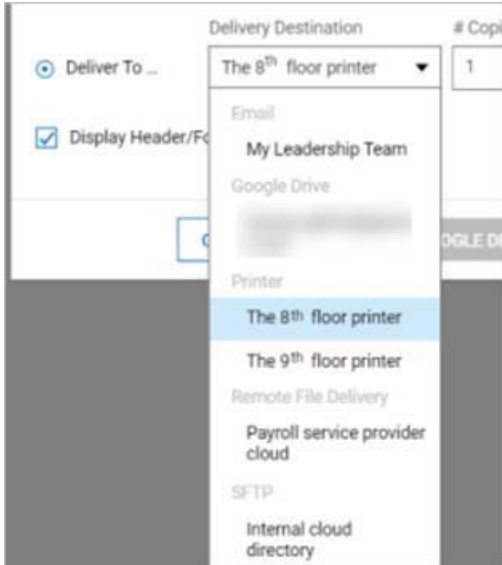 Delivery Destination
# Copi
Deliver To ...
The 8th floor printer
1
Display Header/Fo
Email
My Leadership Team
Google Drive
OGLE D
Printer
The 8th floor printer
The 9th floor printer
Remote File Delivery
Payroll service provider
cloud
SFTP
Internal cloud
directory